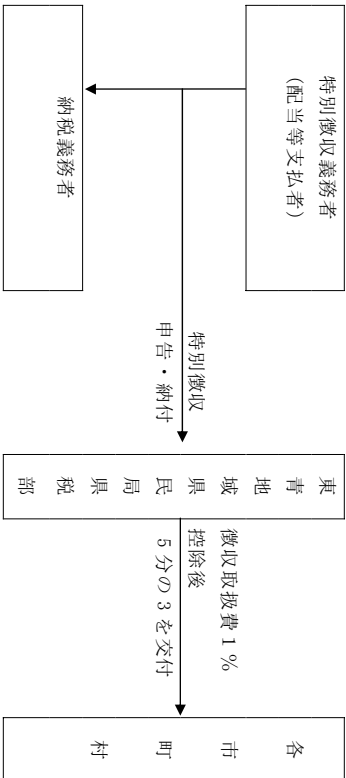 特別徴収義務者
(配当等支払者)
納税義務者
特別徴収
申告・納付
東青地域県民局県税部
徴収取扱費1%
控除後
5分の3を交付
各市町村